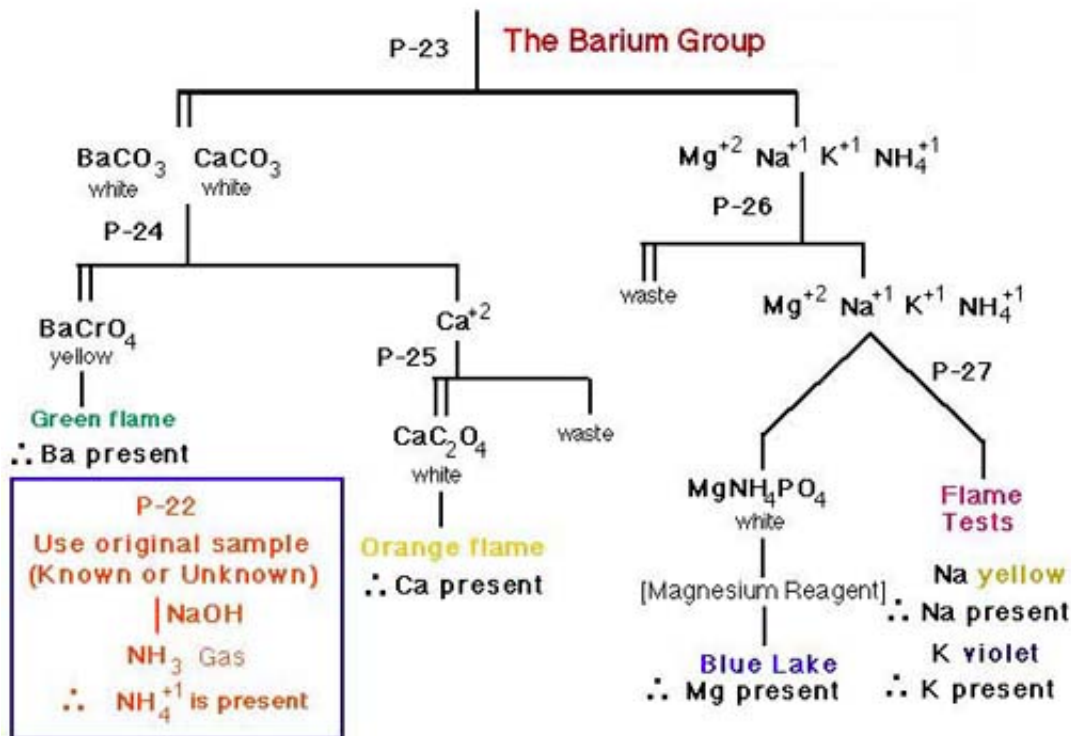 P-23 The Barium Group
BaCO₃ CaCO₃
white white
Mg⁺² Na⁺¹ K⁺¹ NH₄⁺¹
P-24
P-26
waste
Mg⁺² Na⁺¹ K⁺¹ NH₄⁺¹
BaCrO₄
yellow
Ca⁺²
P-25
P-27
Green flame
∴ Ba present
CaC₂O₄
white
waste
MgNH₄PO₄
white
Flame
Tests
P-22
Use original sample
(Known or Unknown)
NaOH
NH₃ Gas
∴ NH₄⁺¹ is present
Orange flame
∴ Ca present
[Magnesium Reagent]
Blue Lake
∴ Mg present
Na yellow
∴ Na present
K violet
∴ K present